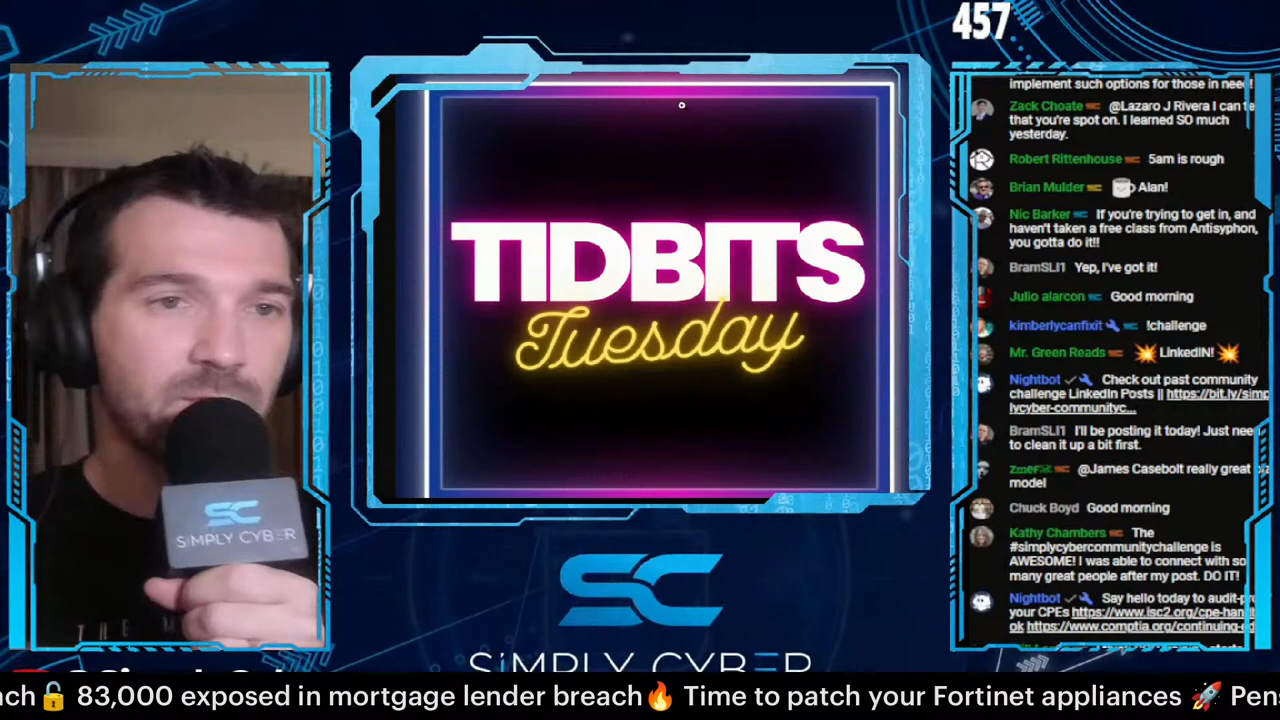 457
implement such options for those in need!
Zack Choate @Lazaro J Rivera I can te
that you're spot on. I learned SO much
yesterday.
Robert Rittenhouse 5am is rough
Brian Mulder Alan!
Nic Barker If you're trying to get in, and
haven't taken a free class from Antisyphon,
you gotta do it!!
BramSLI1 Yep, I've got it!
Julio alarcon Good morning
kimberlycanfixit !challenge
Mr. Green Reads 💥 LinkedIN! 💥
Nightbot Check out past community
challenge LinkedIn Posts || https://bit.ly/simp
lycyber-communityc...
BramSLI1 I'll be posting it today! Just nee
to clean it up a bit first.
@James Casebolt really great
model
Chuck Boyd Good morning
Kathy Chambers The
#simplycybercommunitychallenge is
AWESOME! I was able to connect with so
many great people after my post. DO IT!
Nightbot Say hello today to audit-pr
your CPEs https://www.isc2.org/cpe-han
ok https://www.comptia.org/continuing-ed
TIDBITS
Tuesday
SC
SIMPLY CYBER
SC
SIMPLY CYBER
ach🔓 83,000 exposed in mortgage lender breach🔥 Time to patch your Fortinet appliances 🚀 Pen